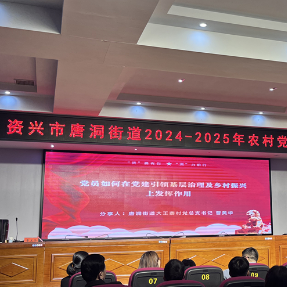 资兴市唐洞街道2024-2025年农村党
党员如何在党建引领基层治理及乡村振兴
上发挥作用
分享人：唐洞街道大王寨村党总支书记
09
08